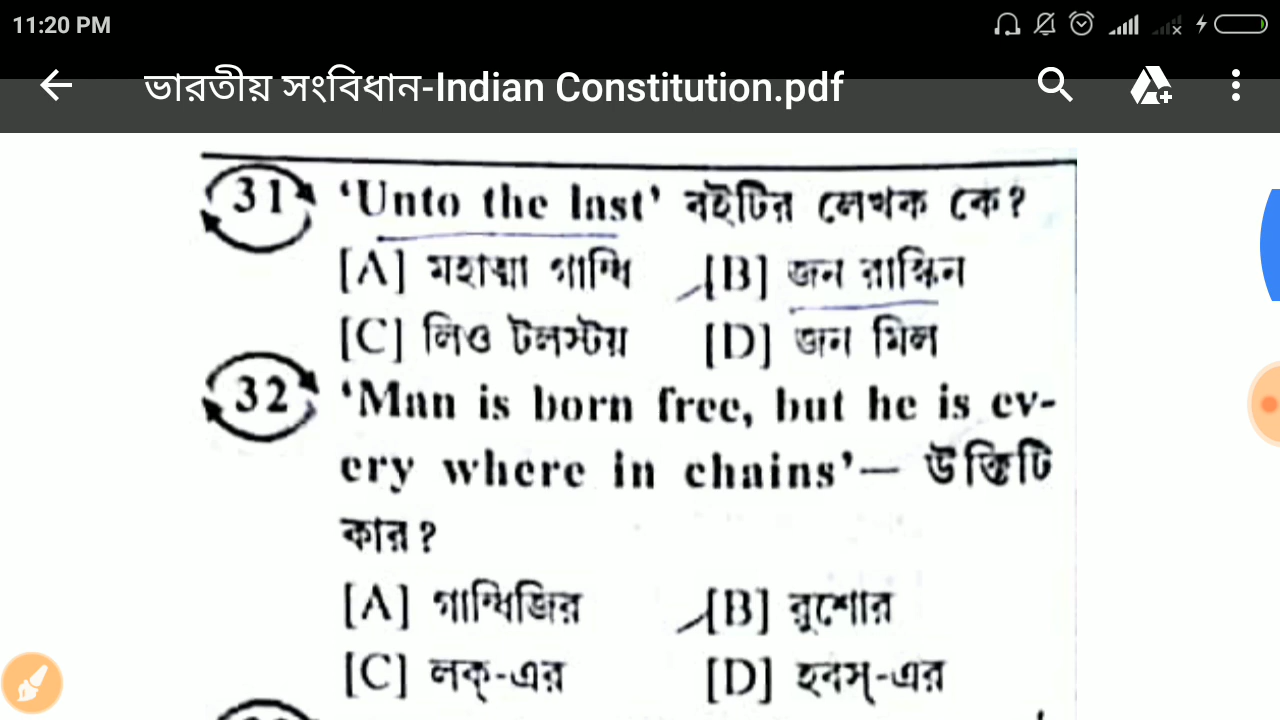 11:20 PM
ভারতীয় সংবিধান-Indian Constitution.pdf
31 ‘Unto the last’ বইটির লেখক কে?
[A] মহাত্মা গান্ধি [B] জন রাস্কিন
[C] লিও টলস্টয় [D] জন মিল
32 ‘Man is born free, but he is ev-
ery where in chains’— উক্তিটি
কার?
[A] গান্ধিজির [B] রুশোর
[C] লক্-এর [D] হবস্-এর